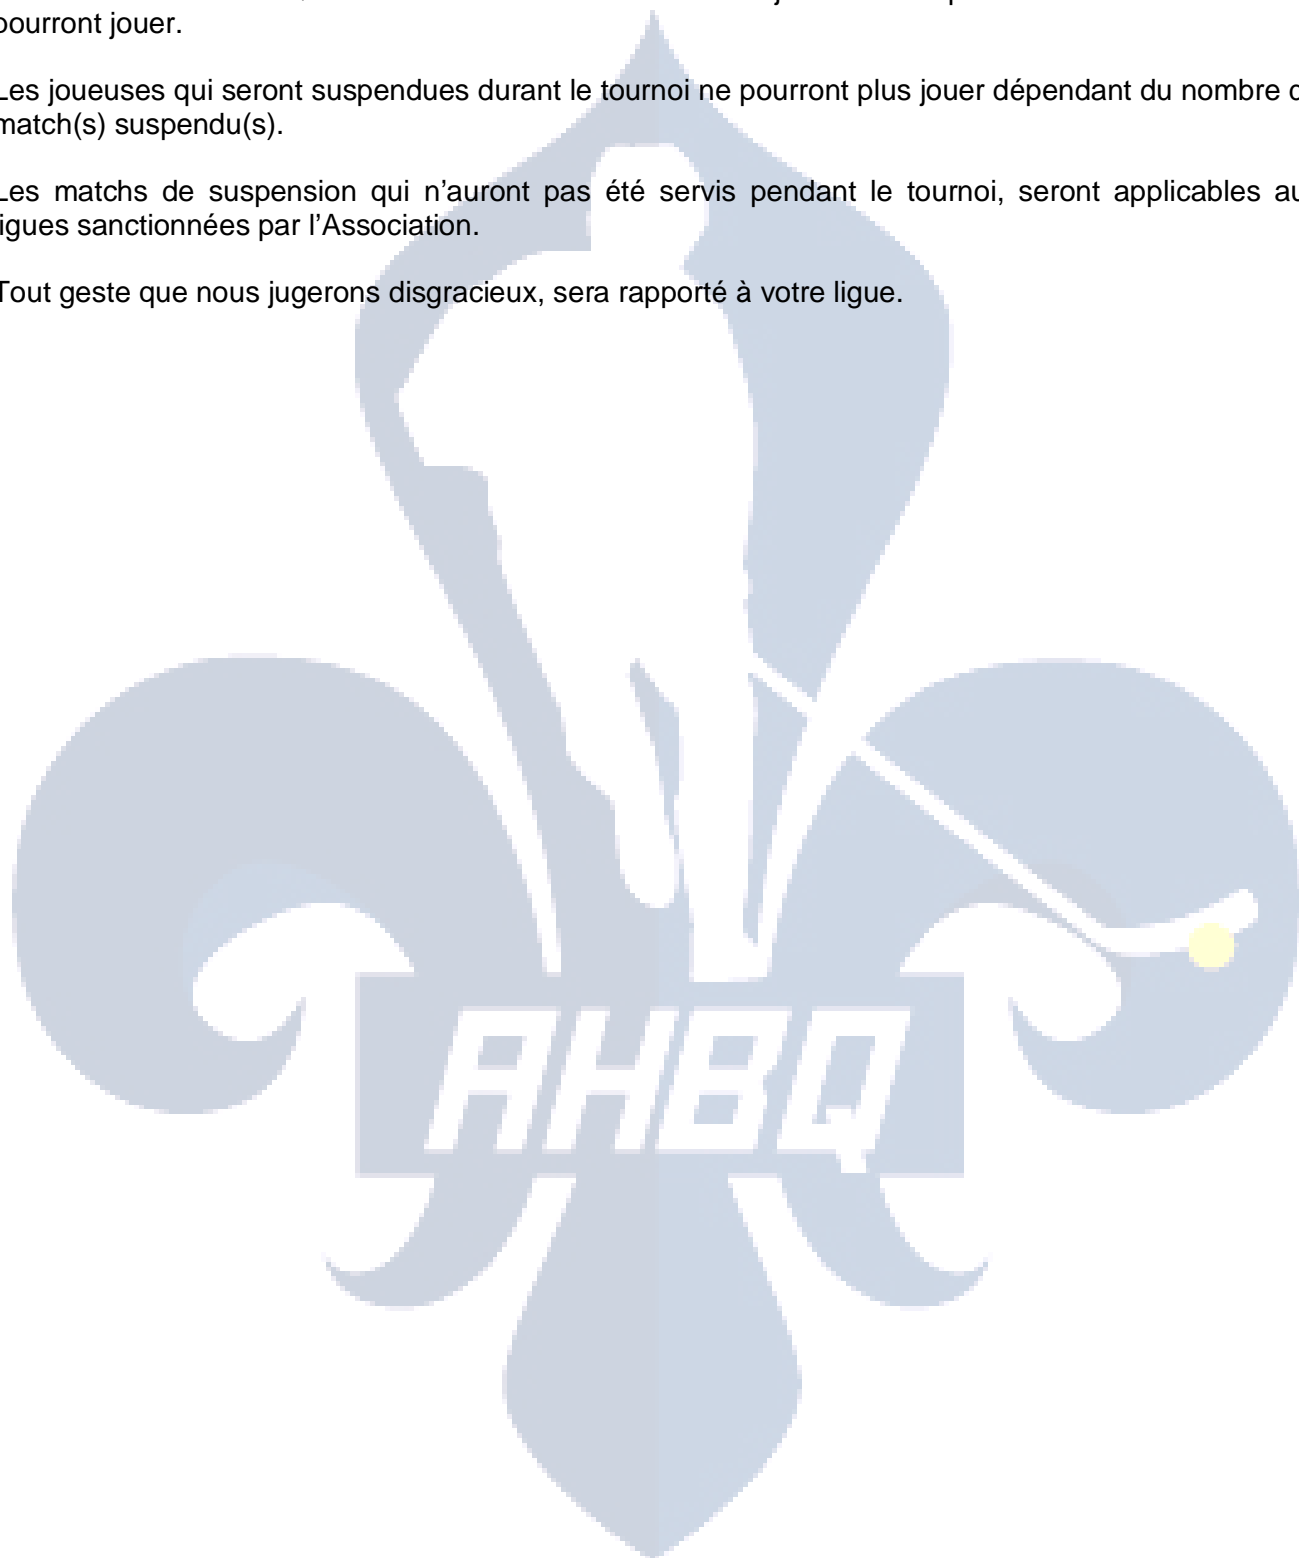 pourront jouer.
Les joueuses qui seront suspendues durant le tournoi ne pourront plus jouer dépendant du nombre
match(s) suspendu(s).
Les matchs de suspension qui n’auront pas été servis pendant le tournoi, seront applicables
ligues sanctionnées par l’Association.
Tout geste que nous jugerons disgracieux, sera rapporté à votre ligue.
AHBQ